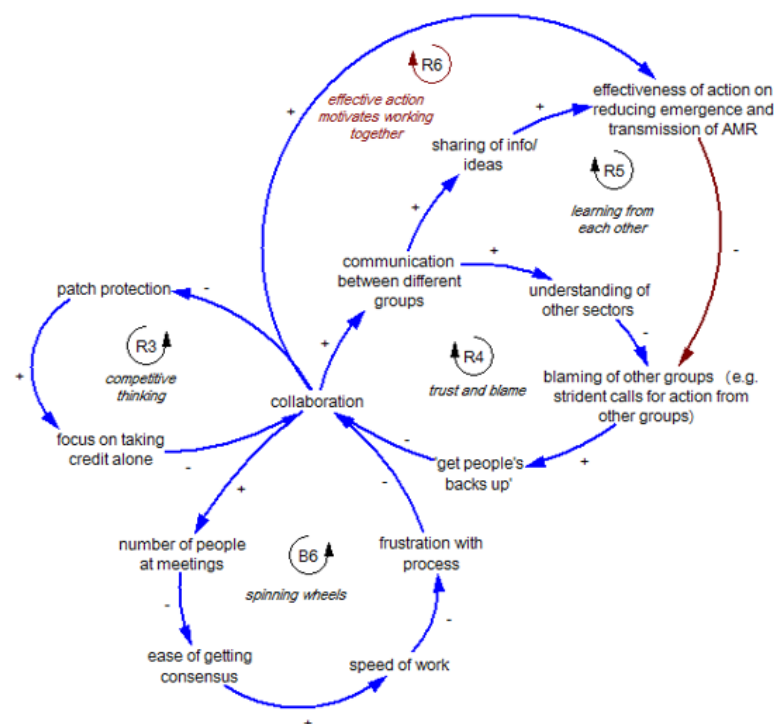 R6
effective action
motivates working
together
+
effectiveness of action on
reducing emergence and
transmission of AMR
+
sharing of info/
ideas
R5
learning from
each other
+
-
communication
between different
groups
+
understanding of
other sectors
-
patch protection
-
R3
competitive
thinking
+
+
R4
trust and blame
-
blaming of other groups (e.g.
strident calls for action from
other groups)
collaboration
focus on taking
credit alone
-
-
'get people's
backs up'
+
+
-
number of people
at meetings
B6
spinning wheels
frustration with
process
-
-
ease of getting
consensus
speed of work
+